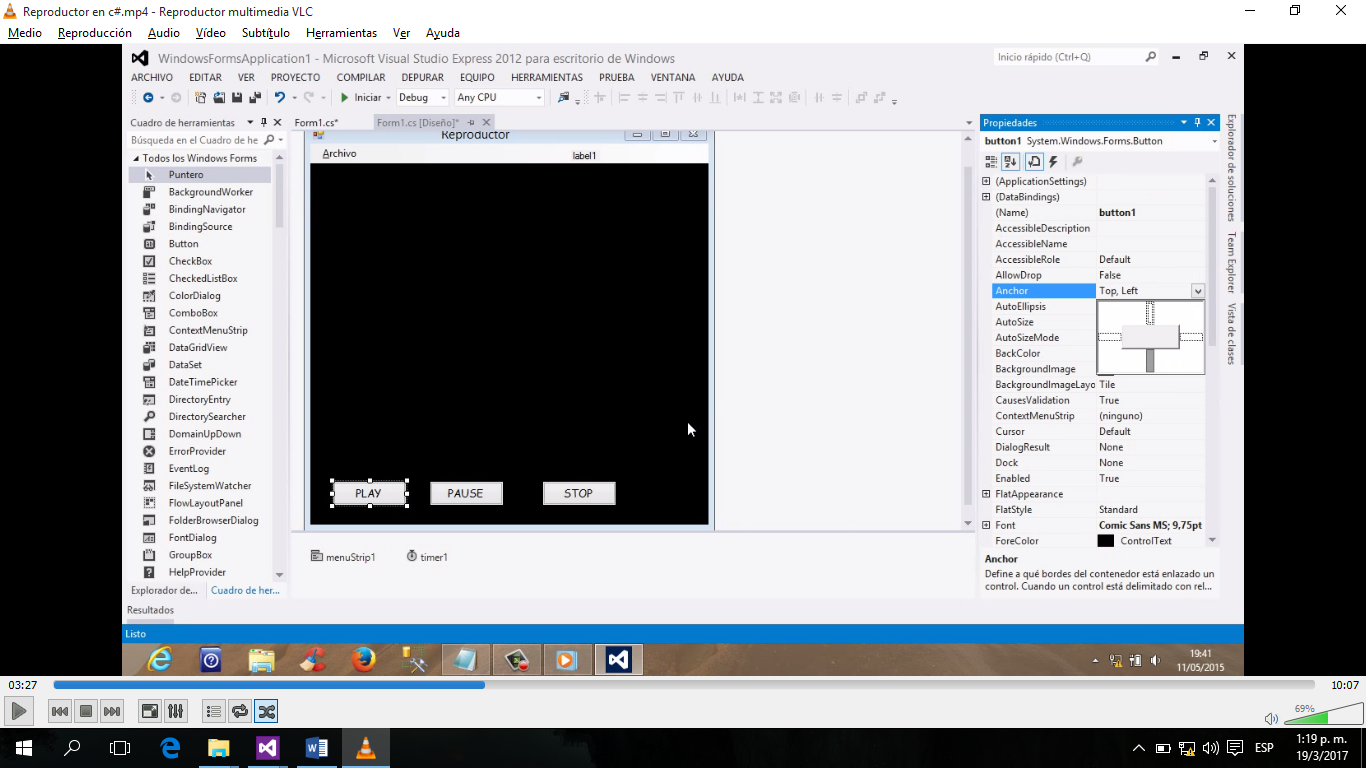 Reproductor en c#.mp4 - Reproductor multimedia VLC
Medio Reproducción Audio Vídeo Subtítulo Herramientas Ver Ayuda
WindowsFormsApplication1 - Microsoft Visual Studio Express 2012 para escritorio de Windows
Inicio rápido (Ctrl+Q)
ARCHIVO EDITAR VER PROYECTO COMPILAR DEPURAR EQUIPO HERRAMIENTAS PRUEBA VENTANA AYUDA
Iniciar Debug Any CPU
Cuadro de herramientas
Búsqueda en el Cuadro de he
Todos los Windows Forms
Puntero
BackgroundWorker
BindingNavigator
BindingSource
Button
CheckBox
CheckedListBox
ColorDialog
ComboBox
ContextMenuStrip
DataGridView
DataSet
DateTimePicker
DirectoryEntry
DirectorySearcher
DomainUpDown
ErrorProvider
EventLog
FileSystemWatcher
FlowLayoutPanel
FolderBrowserDialog
FontDialog
GroupBox
HelpProvider
Explorador de... Cuadro de her...
Form1.cs* Form1.cs [Diseño]*
Reproductor
Archivo label1
PLAY PAUSE STOP
menuStrip1 timer1
Propiedades
button1 System.Windows.Forms.Button
(ApplicationSettings)
(DataBindings)
(Name) button1
AccessibleDescription
AccessibleName
AccessibleRole Default
AllowDrop False
Anchor Top, Left
AutoEllipsis
AutoSize
AutoSizeMode
BackColor
BackgroundImage
BackgroundImageLayo Tile
CausesValidation True
ContextMenuStrip (ninguno)
Cursor Default
DialogResult None
Dock None
Enabled True
FlatAppearance
FlatStyle Standard
Font Comic Sans MS; 9,75pt
ForeColor ControlText
Anchor
Define a qué bordes del contenedor está enlazado un
control. Cuando un control está delimitado con rel...
Explorador de soluciones
Team Explorer
Vista de clases
Resultados
Listo
19:41
11/05/2015
03:27 10:07
69%
ESP
1:19 p. m.
19/3/2017